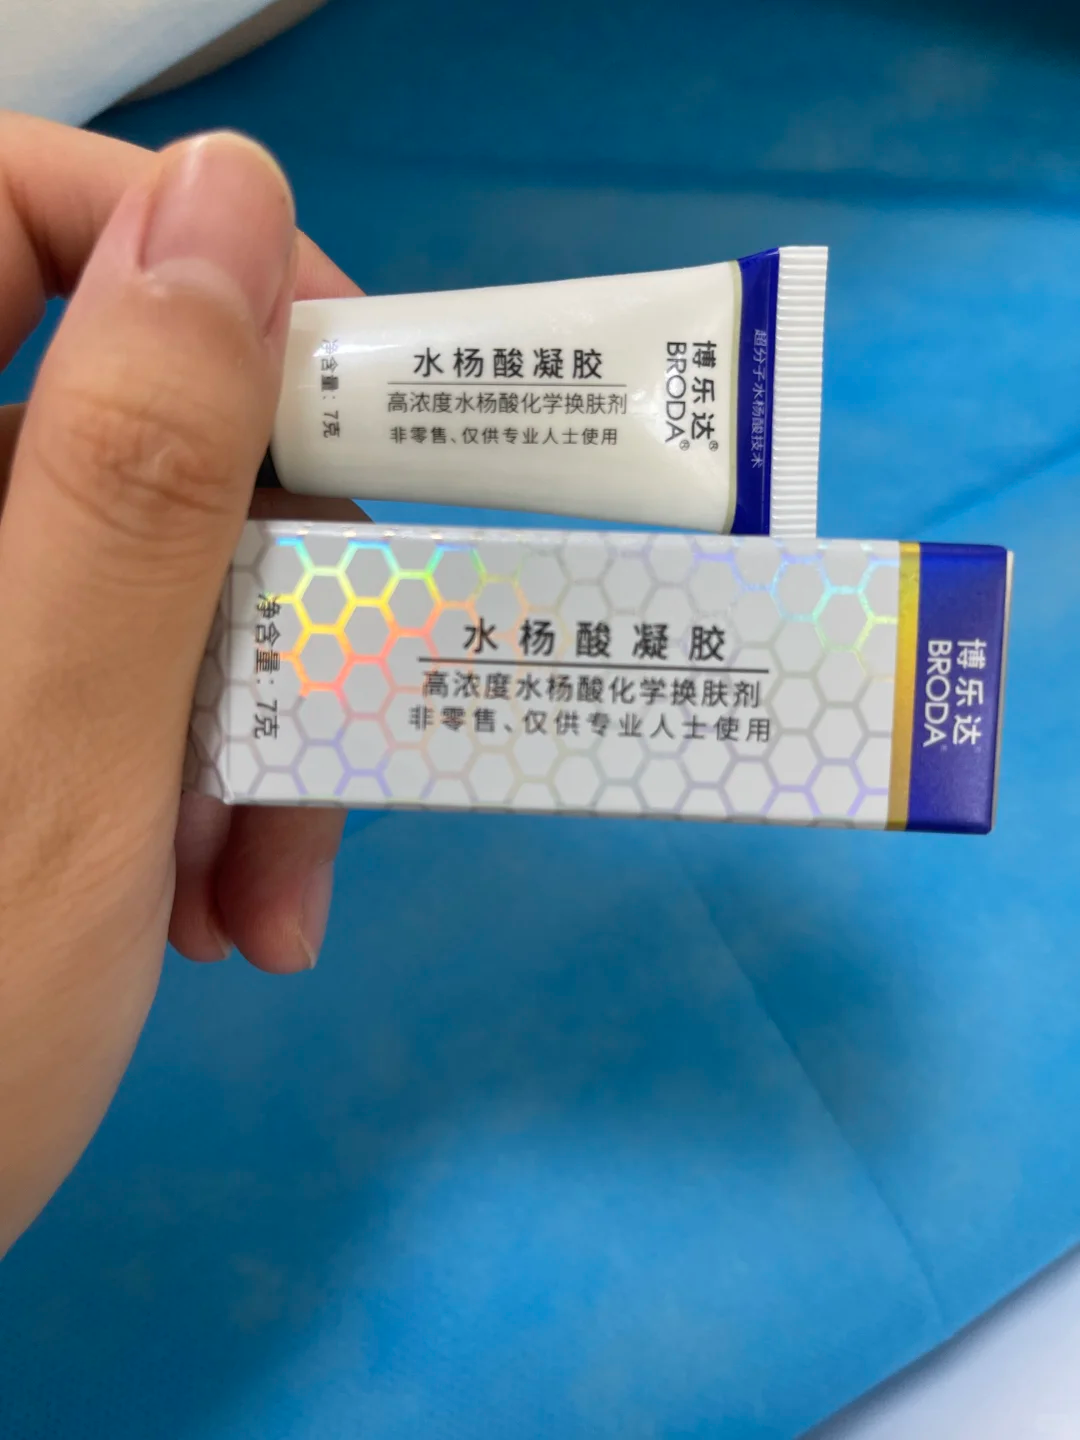 水杨酸凝胶
高浓度水杨酸化学换肤剂
非零售、仅供专业人士使用
净含量：7克
博乐达®
BRODA®
超分子水杨酸技术
水杨酸凝胶
高浓度水杨酸化学换肤剂
非零售、仅供专业人士使用
净含量：7克
博乐达®
BRODA®